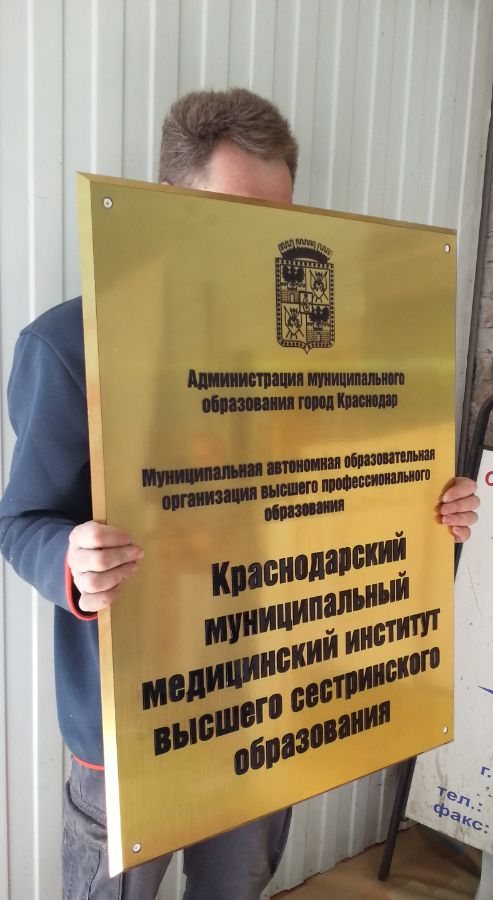 Администрация муниципального
образования город Краснодар
Муниципальная автономная образовательная
организация высшего профессионального
образования
Краснодарский
муниципальный
медицинский институт
высшего сестринского
образования
г.
тел.:
факс: